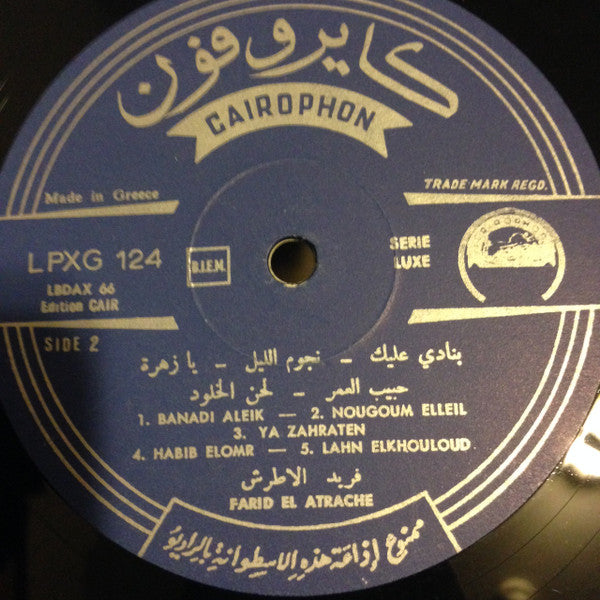 كايروفون
CAIROPHON
Made in Greece
TRADE MARK REGD.
LPXG 124
B.I.E.M.
SERIE
LUXE
LBDAX 66
Edition CAIR
SIDE 2
بنادي عليك – نجوم الليل – يا زهرة
حبيب العمر – لحن الخلود
1. BANADI ALEIK — 2. NOUGOUM ELLEIL
3. YA ZAHRATEN
4. HABIB ELOMR — 5. LAHN ELKHOULOUD
فريد الاطرش
FARID EL ATRACHE
ممنوع إذاعة هذه الاسطوانة بالراديو